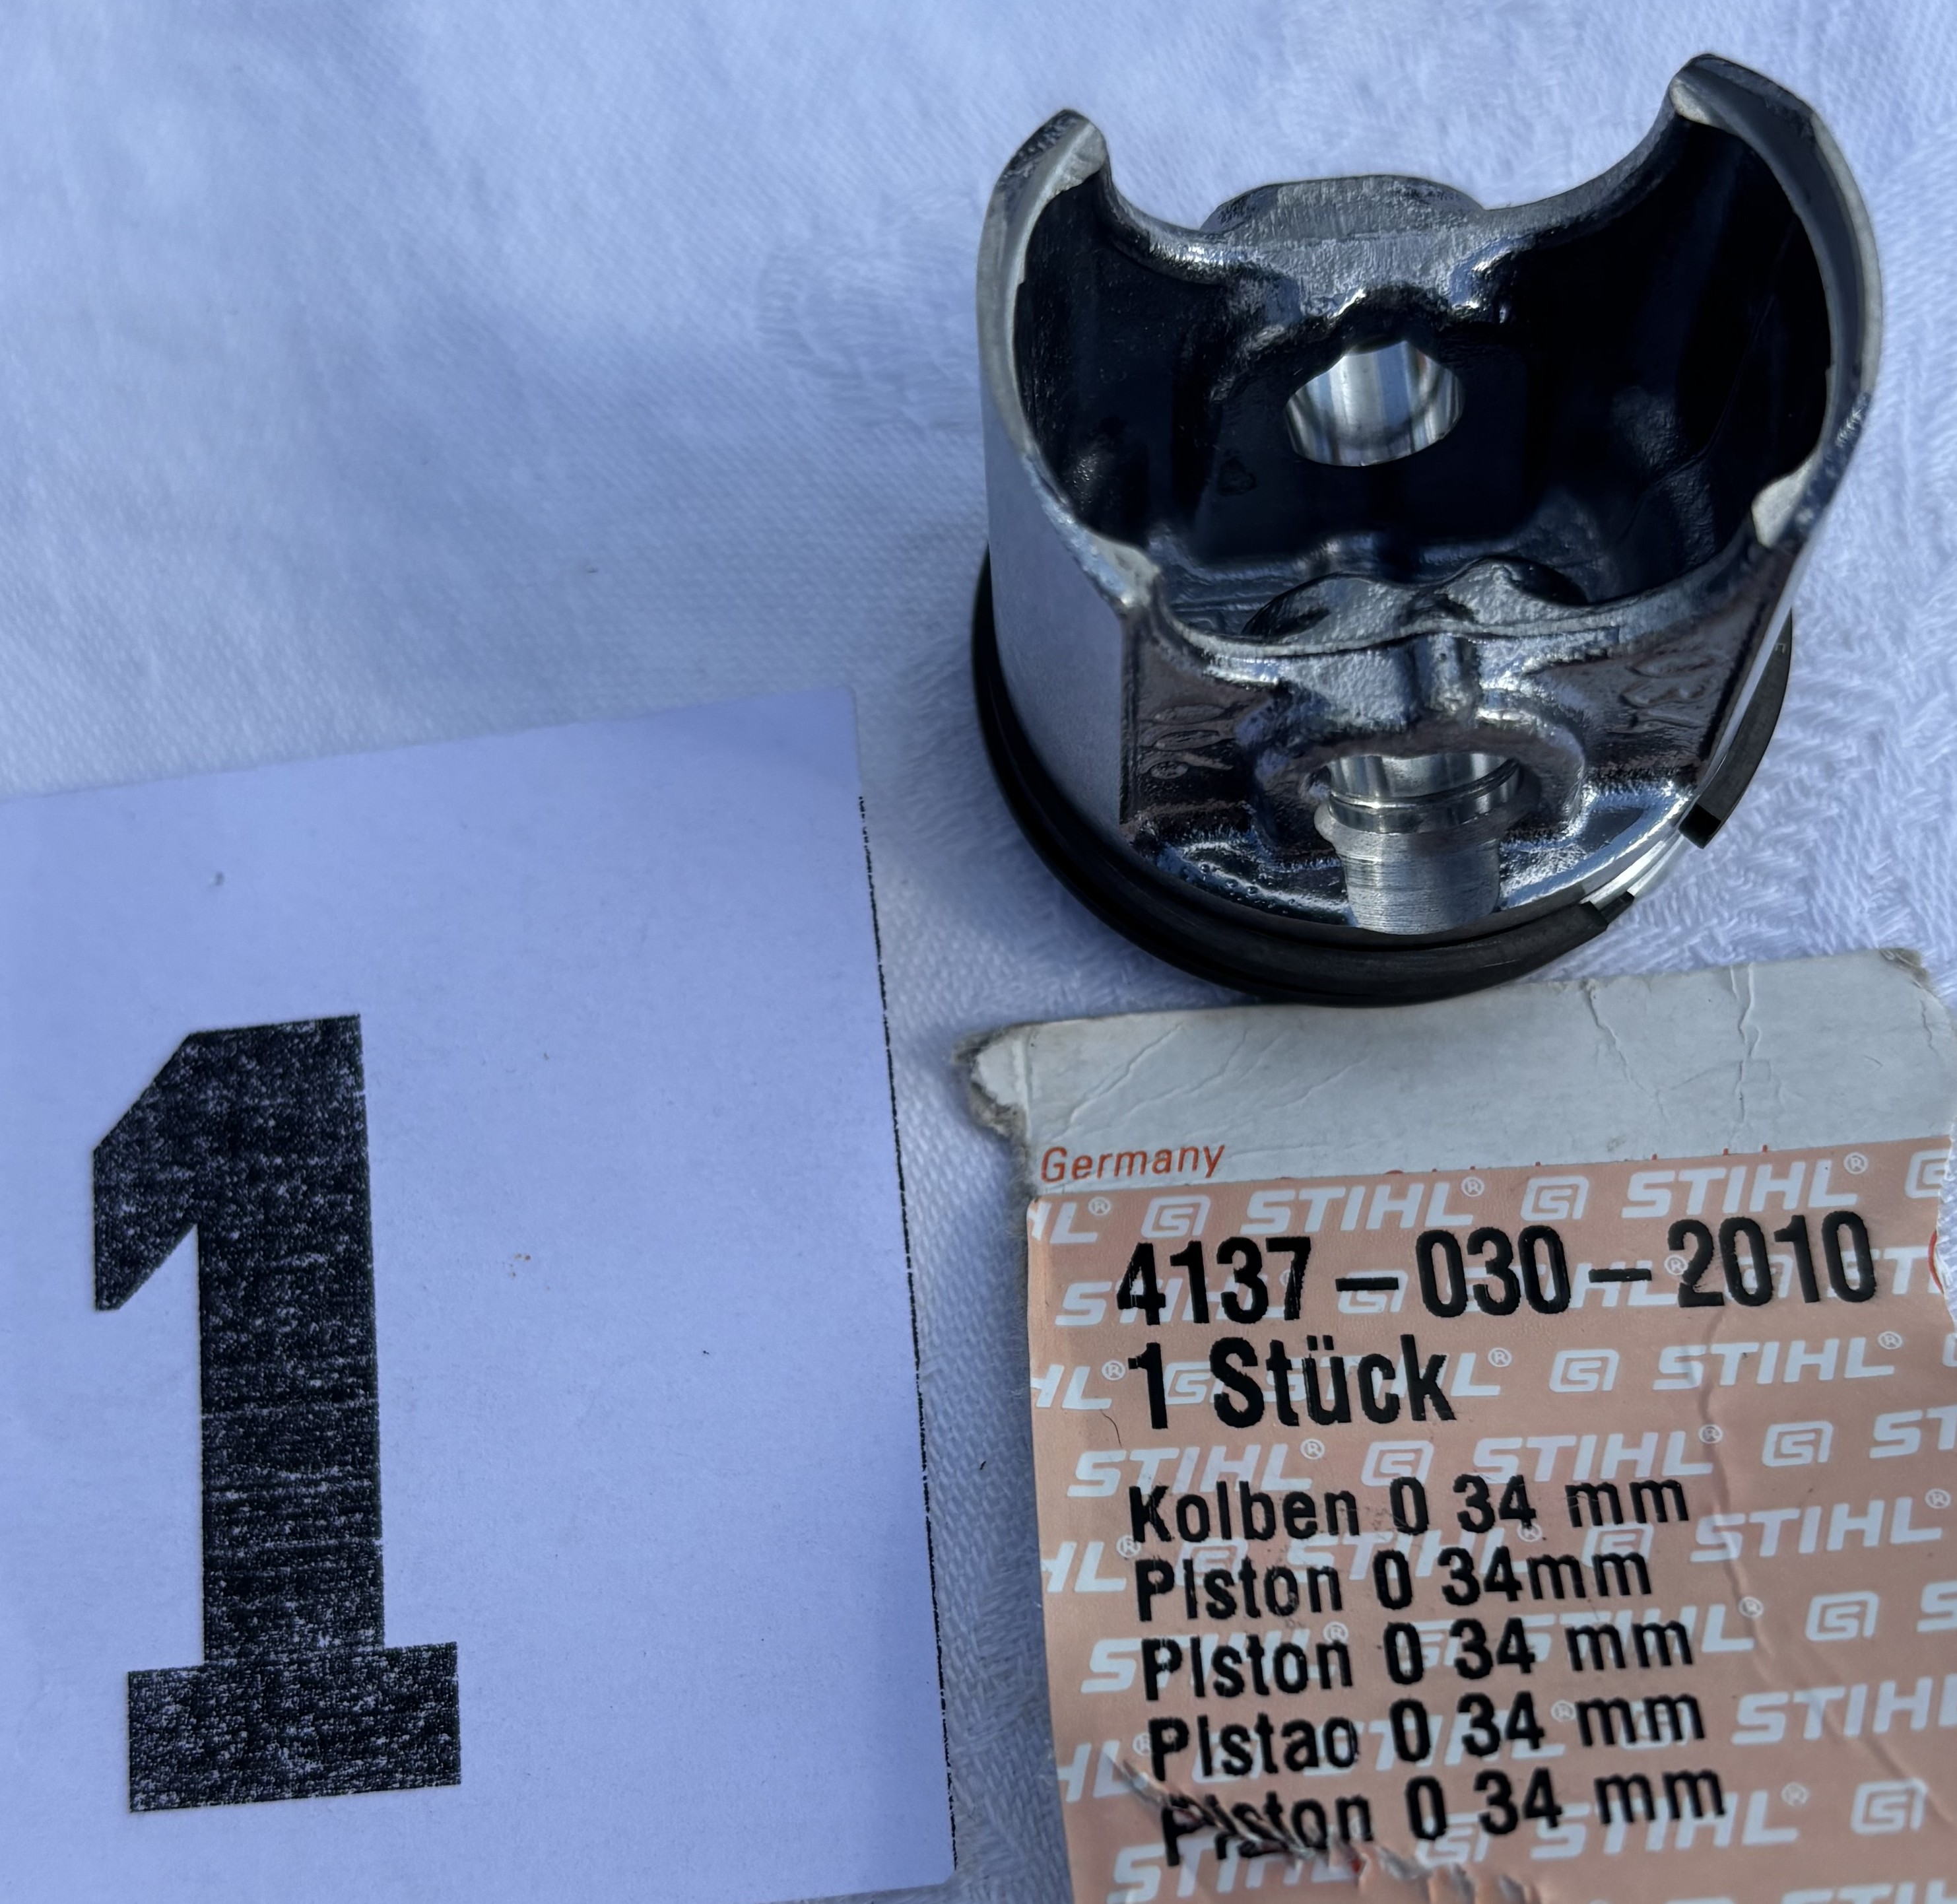 1
Germany
4137-030-2010
1 Stück
Kolben 0 34 mm
Piston 0 34mm
Piston 0 34 mm
Pistao 0 34 mm
Piston 0 34 mm
STIHL® STIHL®